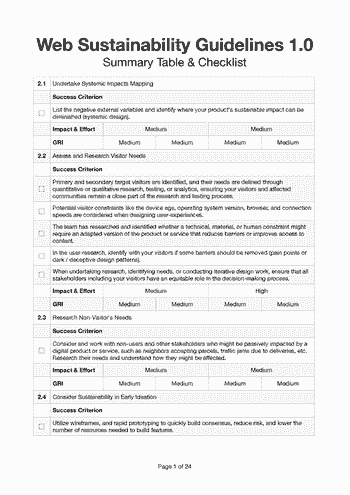 Web Sustainability Guidelines 1.0
Summary Table & Checklist
2.1 Undertake Systemic Impacts Mapping
Success Criterion
List the negative external variables and identify where your product's sustainable impact can be
diminished (systemic design).
Impact & Effort Medium Medium
GRI Medium Medium Medium Medium
2.2 Assess and Research Visitor Needs
Success Criterion
Primary and secondary target visitors are identified, and their needs are defined through
quantitative or qualitative research, testing, or analytics, ensuring your visitors and affected
communities remain a close part of the research and testing process.
Potential visitor constraints like the device age, operating system version, browser, and connection
speeds are considered when designing user-experiences.
The team has researched and identified whether a technical, material, or human constraint might
require an adapted version of the product or service that reduces barriers or improves access to
content.
In the user-research, identify with your visitors if some barriers should be removed (pain points or
dark / deceptive design patterns).
When undertaking research, identifying needs, or conducting iterative design work, ensure that all
stakeholders including your visitors have an equitable role in the decision-making process.
Impact & Effort Medium High
GRI Medium Medium Medium Medium
2.3 Research Non-Visitor's Needs
Success Criterion
Consider and work with non-users and other stakeholders who might be passively impacted by a
digital product or service, such as neighbors accepting parcels, traffic jams due to deliveries, etc.
Research their needs and understand how they might be affected.
Impact & Effort Medium Medium
GRI Medium Medium Medium Medium
2.4 Consider Sustainability in Early Ideation
Success Criterion
Utilize wireframes, and rapid prototyping to quickly build consensus, reduce risk, and lower the
number of resources needed to build features.
Page 1 of 24